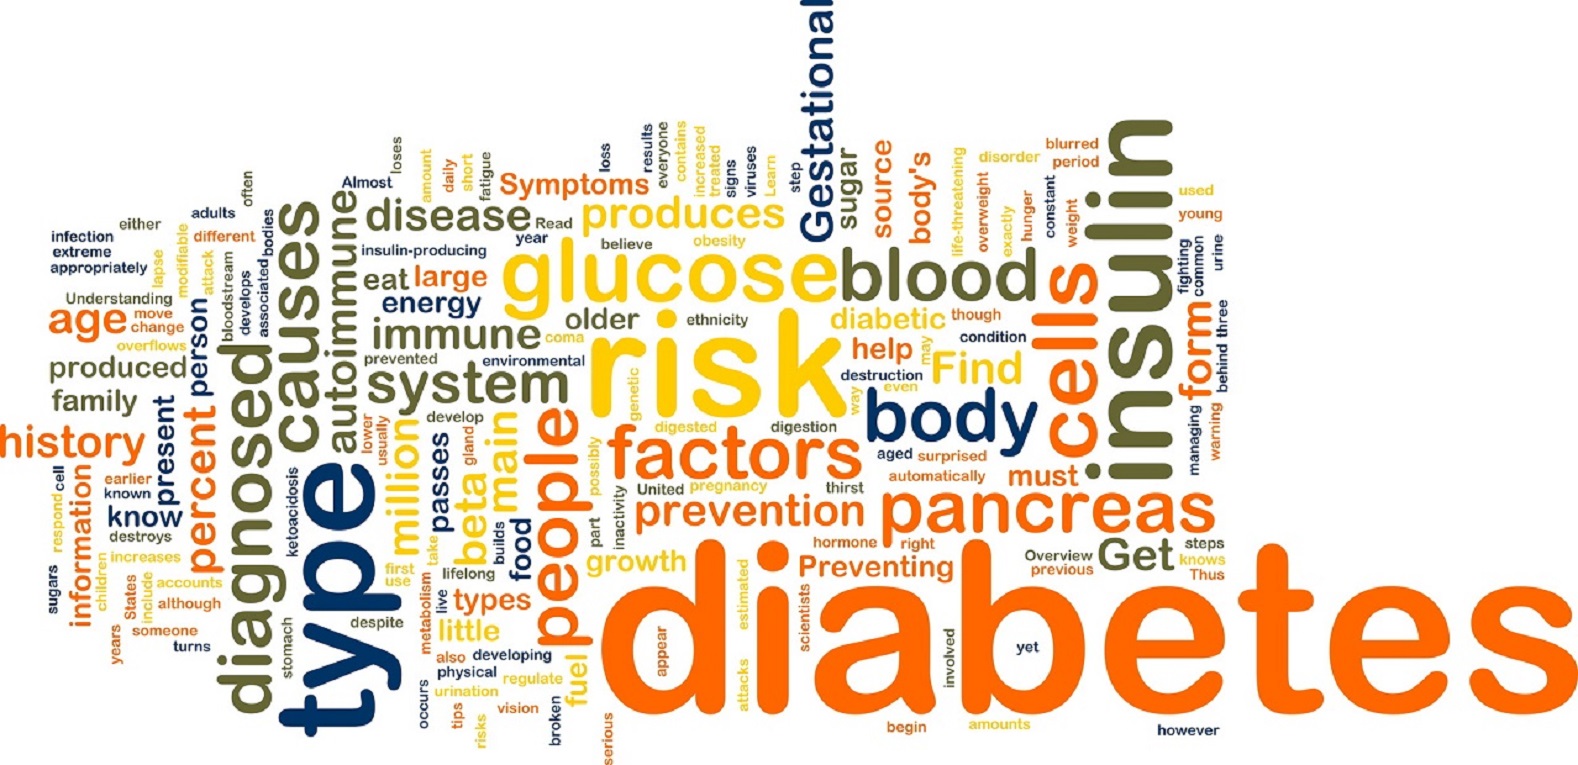 Gestational
insulin
loses
amount
daily
short
fatigue
Symptoms
loss
results
everyone
contains
increased
treated
signs
viruses
Learn
step
sugar
source
body's
life-threatening
disorder
blurred
period
overweight
exactly
hunger
constant
weight
used
young
often
Almost
either
adults
infection
extreme
appropriately
lapse
modifiable
different
attack
bloodstream
develops
associated
bodies
causes
autoimmune
disease
Read
produces
year
believe
obesity
insulin-producing
eat
large
energy
glucose
blood
cells
fighting
common
urine
Understanding
age
move
change
overflows
person
immune
coma
older
ethnicity
diabetic
though
condition
prevented
environmental
risk
help
may
Find
form
three
behind
produced
family
diagnosed
system
genetic
destruction
even
way
body
history
present
percent
lower
usually
million
develop
passes
gland
beta
main
people
digested
digestion
factors
aged
surprised
managing
warning
cell
respond
information
earlier
known
know
destroys
ketoacidosis
type
possibly
United
pregnancy
thirst
automatically
must
prevention
pancreas
part
inactivity
builds
food
take
hormone
right
Overview
previous
Get
steps
knows
Thus
sugars
children
increases
States
include
accounts
although
first
use
lifelong
growth
Preventing
diabetes
years
someone
turns
stomach
despite
metabolism
live
types
little
also
developing
physical
regulate
urination
fuel
appear
estimated
attacks
scientists
involved
yet
occurs
tips
risks
vision
broken
serious
begin
amounts
however